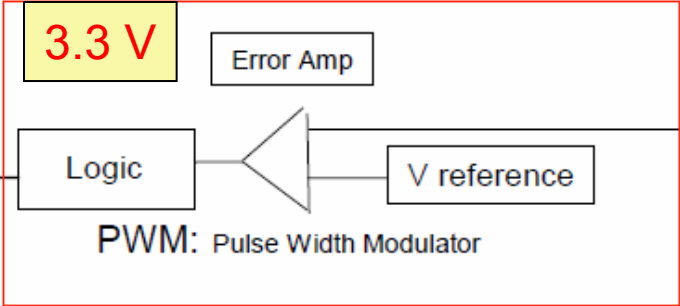 3.3 V
Error Amp
Logic
V reference
PWM: Pulse Width Modulator